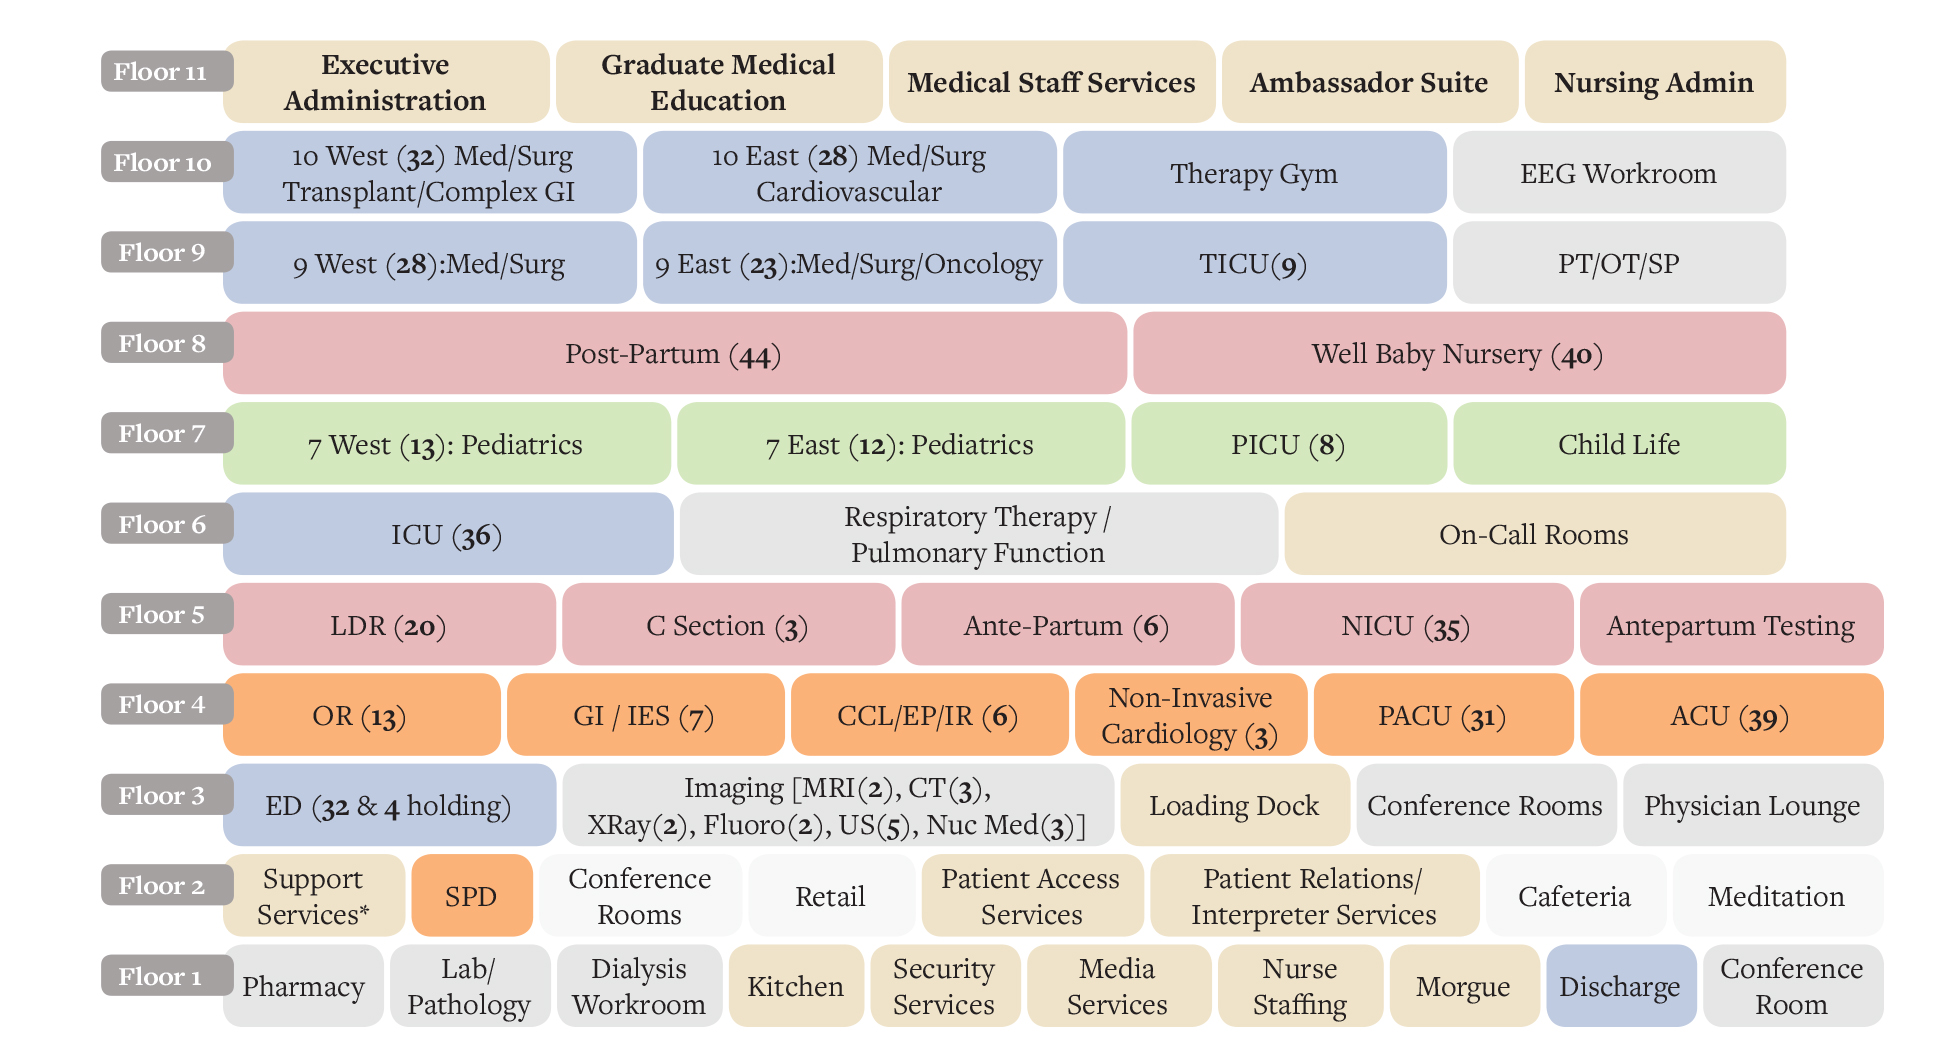 Floor 11
Executive
Administration
Graduate Medical
Education
Medical Staff Services
Ambassador Suite
Nursing Admin
Floor 10
10 West (32) Med/Surg
Transplant/Complex GI
10 East (28) Med/Surg
Cardiovascular
Therapy Gym
EEG Workroom
Floor 9
9 West (28):Med/Surg
9 East (23):Med/Surg/Oncology
TICU(9)
PT/OT/SP
Floor 8
Post-Partum (44)
Well Baby Nursery (40)
Floor 7
7 West (13): Pediatrics
7 East (12): Pediatrics
PICU (8)
Child Life
Floor 6
ICU (36)
Respiratory Therapy /
Pulmonary Function
On-Call Rooms
Floor 5
LDR (20)
C Section (3)
Ante-Partum (6)
NICU (35)
Antepartum Testing
Floor 4
OR (13)
GI / IES (7)
CCL/EP/IR (6)
Non-Invasive
Cardiology (3)
PACU (31)
ACU (39)
Floor 3
ED (32 & 4 holding)
Imaging [MRI(2), CT(3),
XRay(2), Fluoro(2), US(5), Nuc Med(3)]
Loading Dock
Conference Rooms
Physician Lounge
Floor 2
Support
Services*
SPD
Conference
Rooms
Retail
Patient Access
Services
Patient Relations/
Interpreter Services
Cafeteria
Meditation
Floor 1
Pharmacy
Lab/
Pathology
Dialysis
Workroom
Kitchen
Security
Services
Media
Services
Nurse
Staffing
Morgue
Discharge
Conference
Room